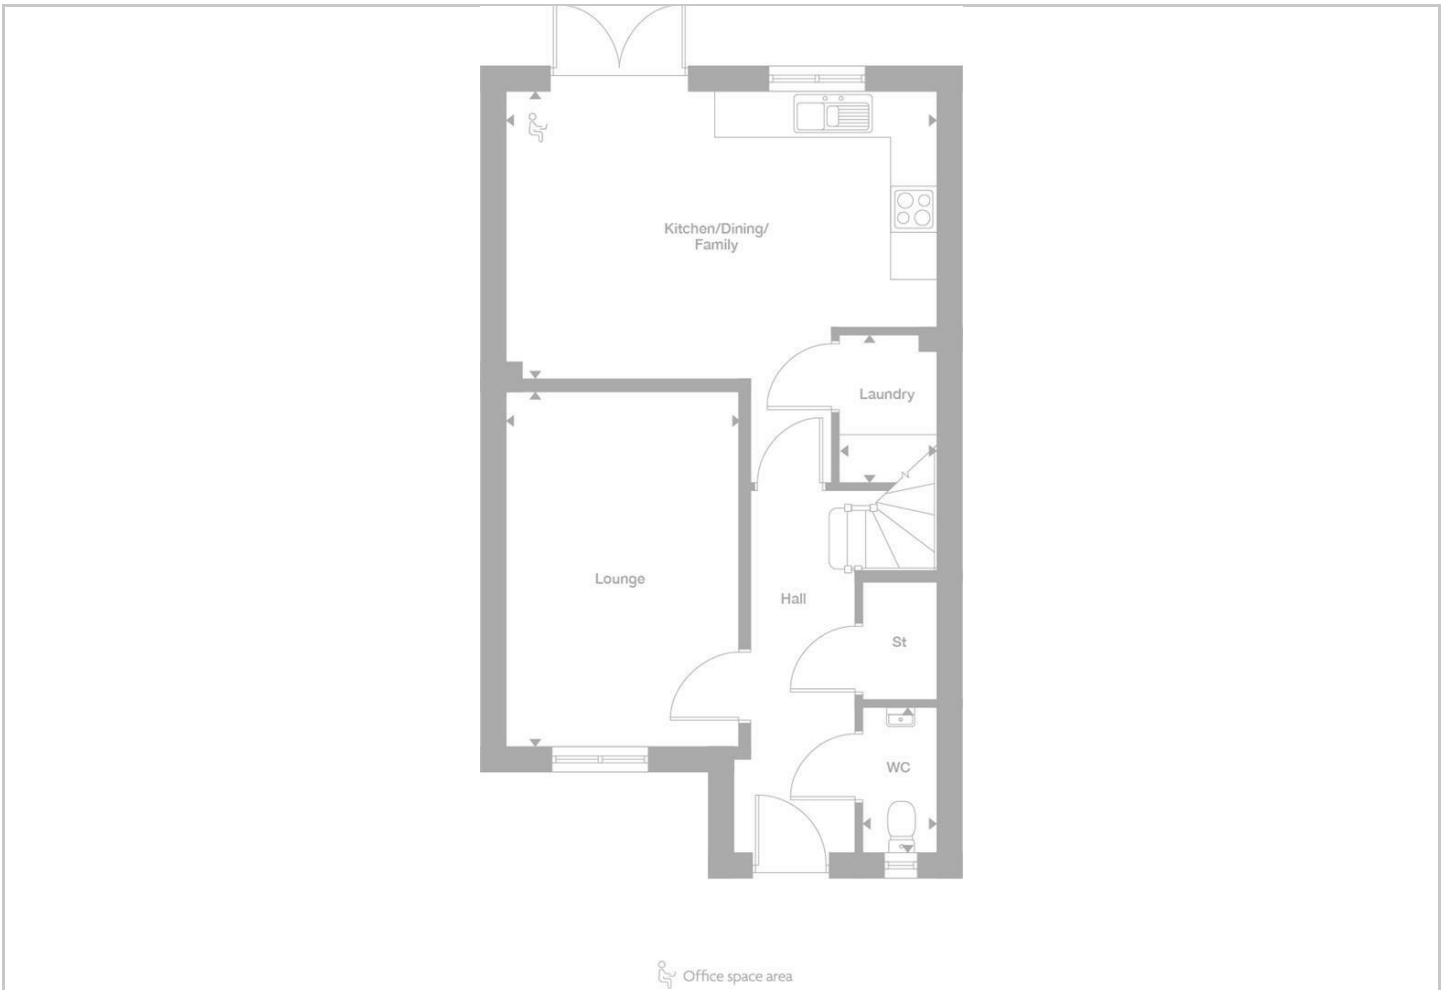 Kitchen/Dining/
Family
Laundry
Lounge
Hall
St
WC
Office space area